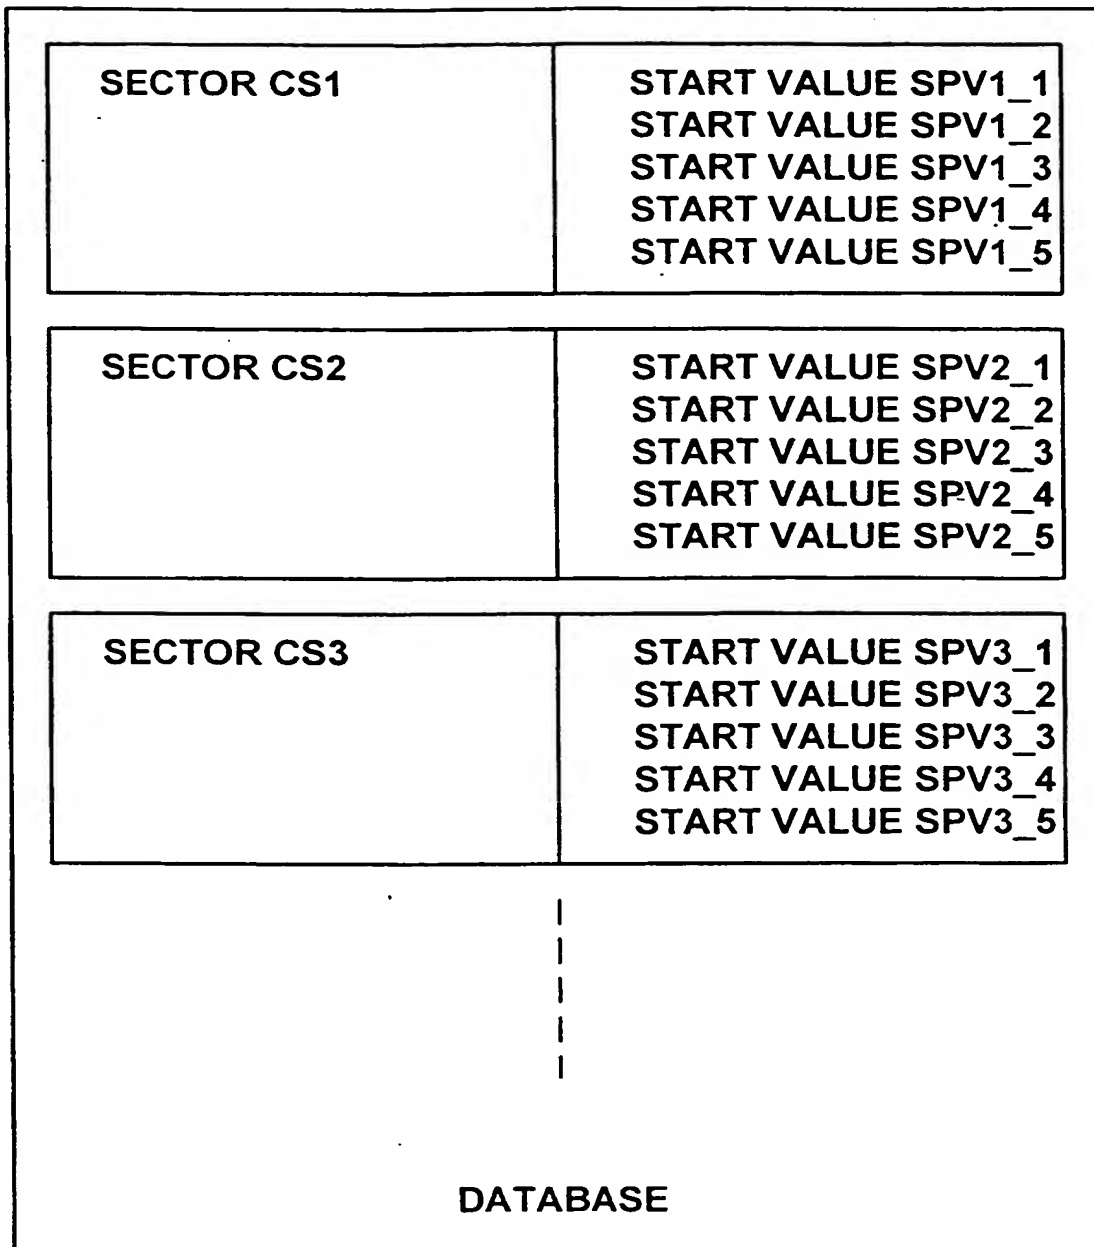 SECTOR CS1
START VALUE SPV1_1
START VALUE SPV1_2
START VALUE SPV1_3
START VALUE SPV1_4
START VALUE SPV1_5
SECTOR CS2
START VALUE SPV2_1
START VALUE SPV2_2
START VALUE SPV2_3
START VALUE SPV2_4
START VALUE SPV2_5
SECTOR CS3
START VALUE SPV3_1
START VALUE SPV3_2
START VALUE SPV3_3
START VALUE SPV3_4
START VALUE SPV3_5
DATABASE